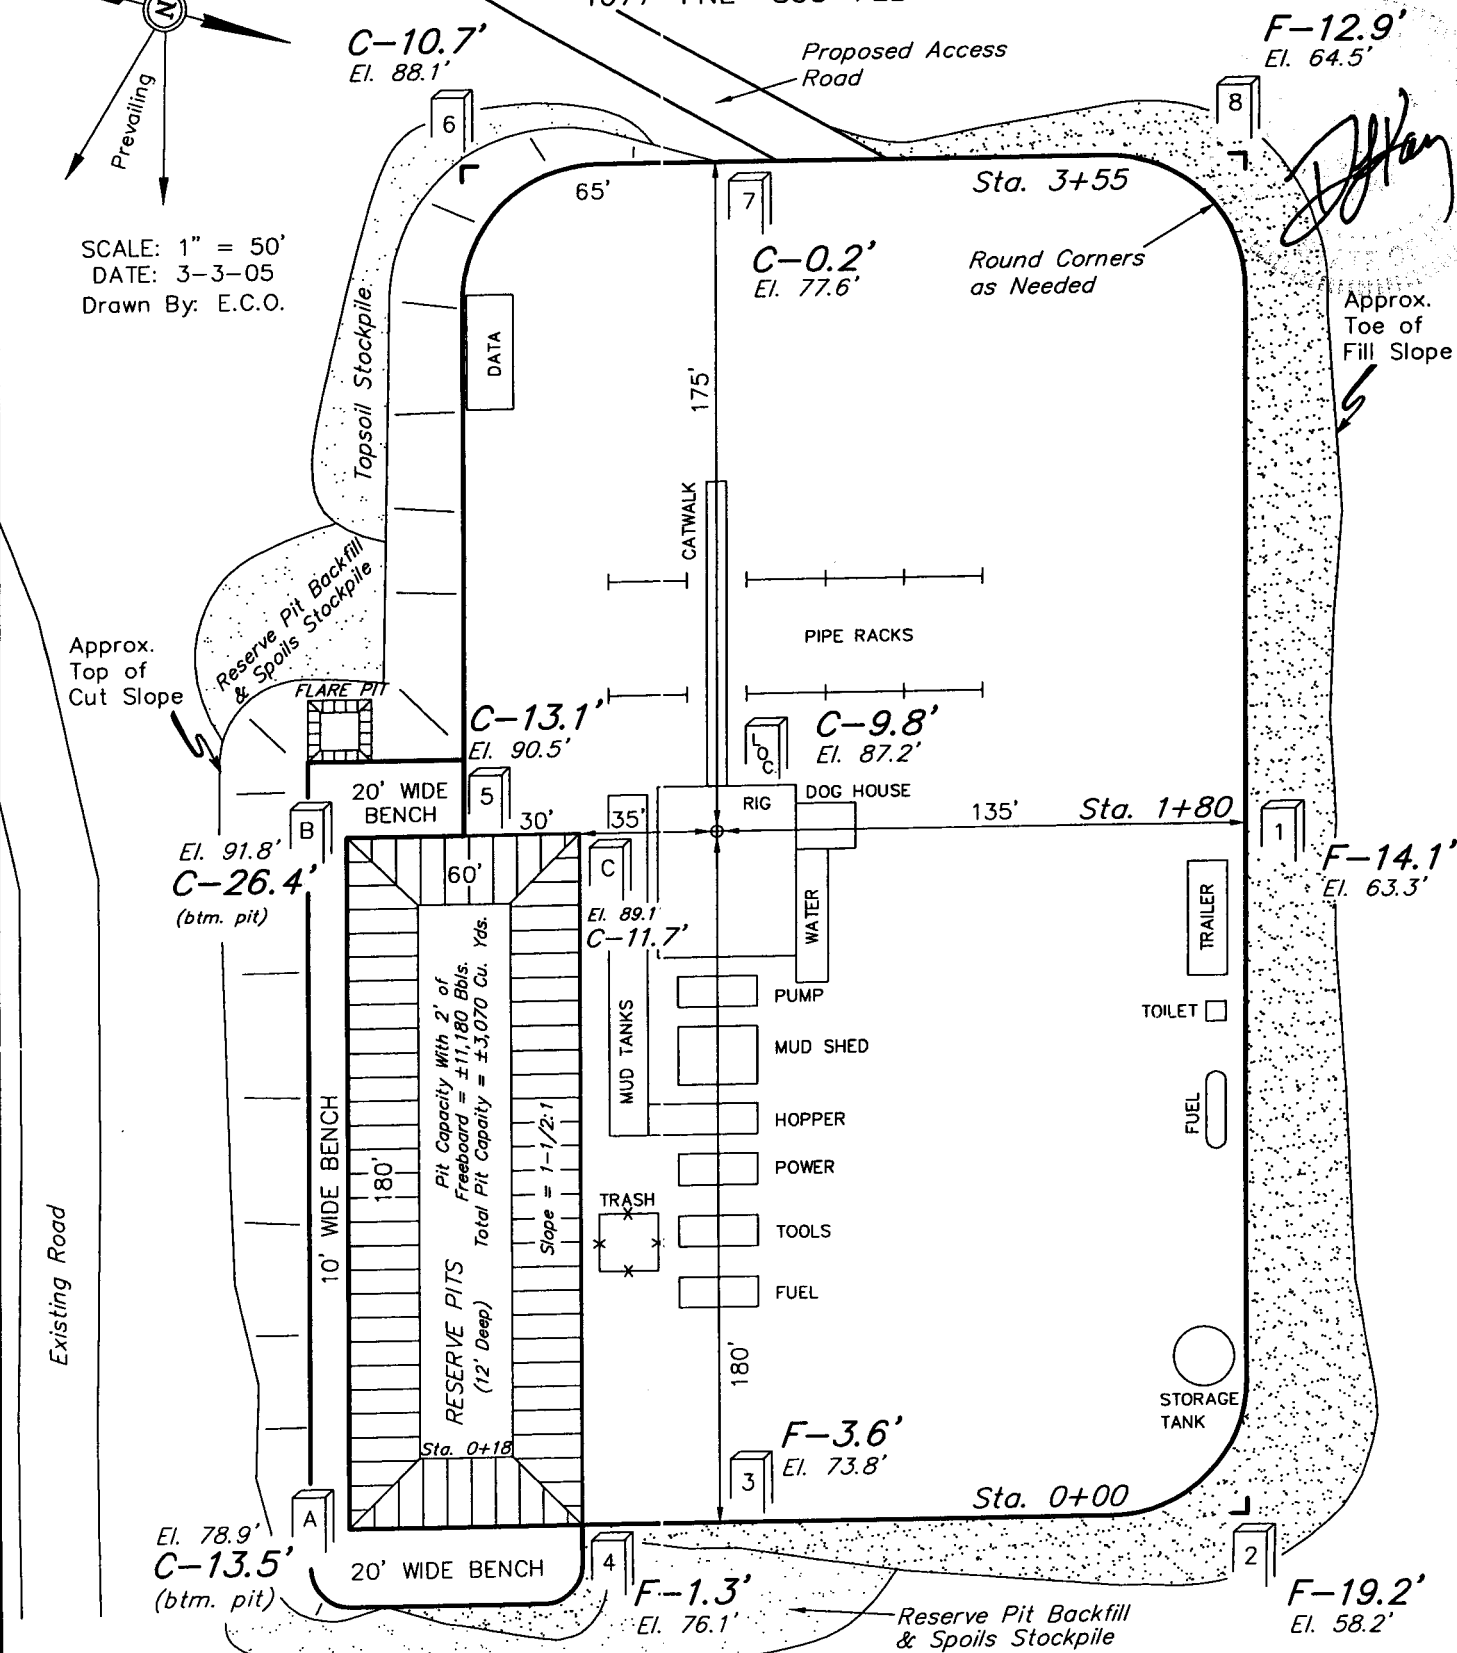 N
Prevailing
SCALE: 1" = 50'
DATE: 3-3-05
Drawn By: E.C.O.
C-10.7'
El. 88.1'
6
Proposed Access
Road
F-12.9'
El. 64.5'
8
65'
7
C-0.2'
El. 77.6'
Sta. 3+55
Round Corners
as Needed
Approx.
Toe of
Fill Slope
Topsoil Stockpile
DATA
175'
CATWALK
PIPE RACKS
Reserve Pit Backfill
& Spoils Stockpile
Approx.
Top of
Cut Slope
FLARE PIT
C-13.1'
El. 90.5'
5
LOC.
C-9.8'
El. 87.2'
20' WIDE
BENCH
B
El. 91.8'
C-26.4'
(btm. pit)
30'
35'
RIG
DOG HOUSE
135'
Sta. 1+80
1
F-14.1'
El. 63.3'
60'
C
El. 89.1'
C-11.7'
WATER
TRAILER
TOILET
FUEL
PUMP
MUD SHED
MUD TANKS
HOPPER
POWER
TRASH
TOOLS
FUEL
Pit Capacity With 2' of
Freeboard = ±11,180 Bbls.
Total Pit Capaity = ±3,070 Cu. Yds.
RESERVE PITS
(12' Deep)
Slope = 1-1/2:1
180'
10' WIDE BENCH
Existing Road
180'
STORAGE
TANK
Sta. 0+18
3
F-3.6'
El. 73.8'
Sta. 0+00
A
El. 78.9'
C-13.5'
(btm. pit)
20' WIDE BENCH
4
F-1.3'
El. 76.1'
Reserve Pit Backfill
& Spoils Stockpile
2
F-19.2'
El. 58.2'